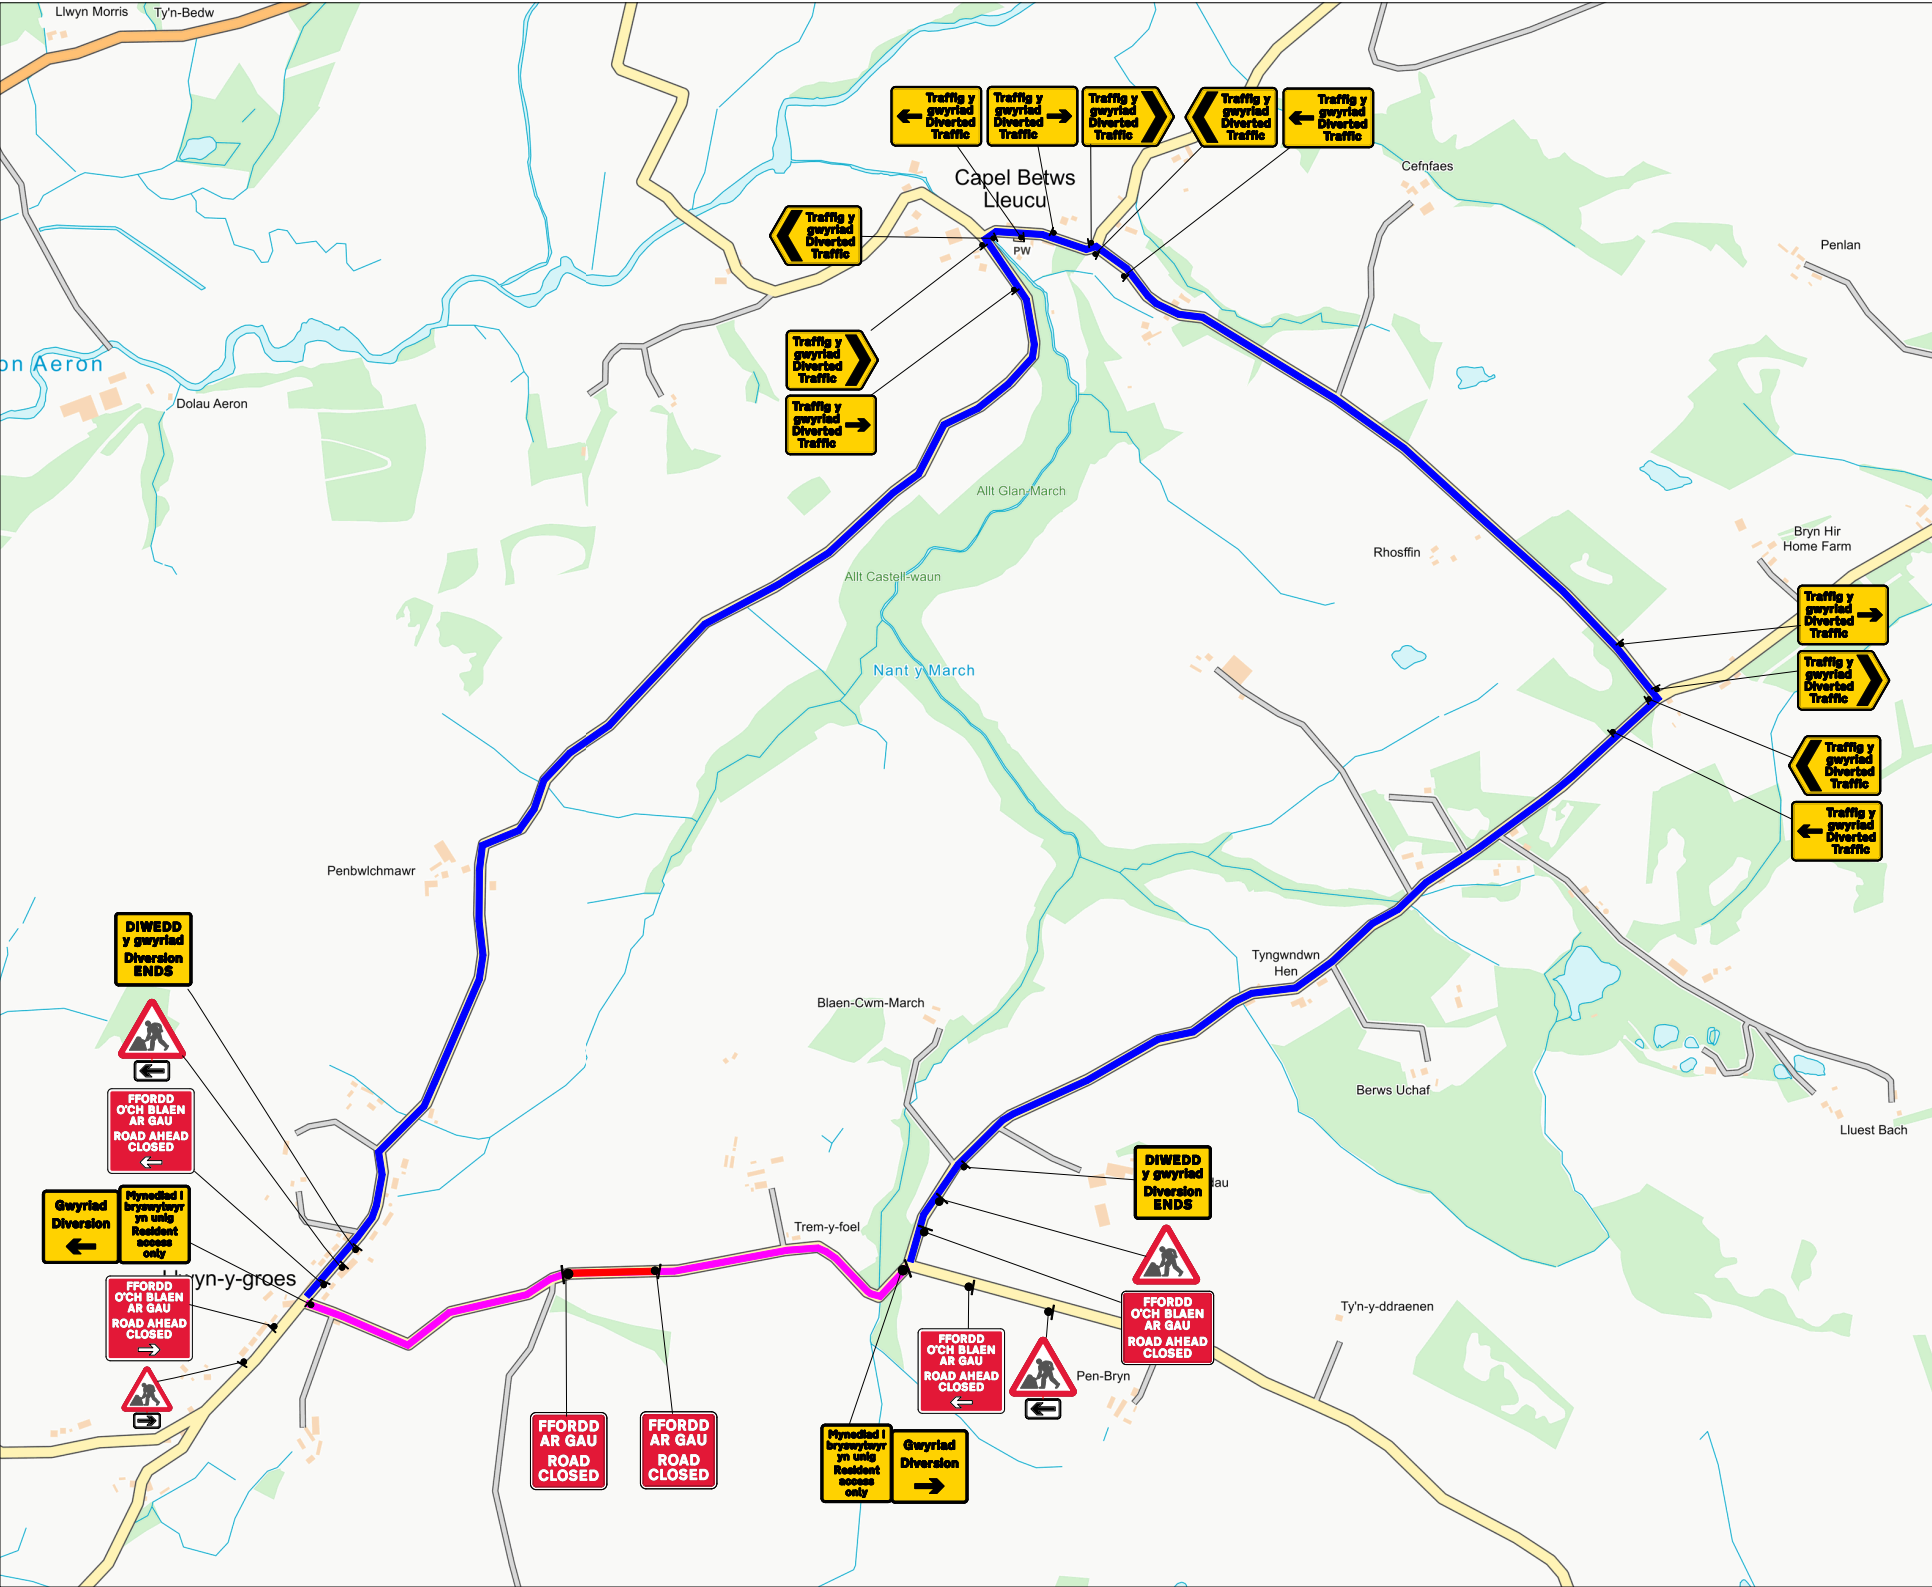 Llwyn Morris
Ty'n-Bedw
Traffig y
gwyriad
Diverted
Traffic
Traffig y
gwyriad
Diverted
Traffic
Traffig y
gwyriad
Diverted
Traffic
Traffig y
gwyriad
Diverted
Traffic
Traffig y
gwyriad
Diverted
Traffic
Capel Betws
Lleucu
PW
Cefnfaes
Penlan
Traffig y
gwyriad
Diverted
Traffic
Traffig y
gwyriad
Diverted
Traffic
Traffig y
gwyriad
Diverted
Traffic
on Aeron
Dolau Aeron
Allt Glan-March
Allt Castell-waun
Nant y March
Rhosffin
Bryn Hir
Home Farm
Traffig y
gwyriad
Diverted
Traffic
Traffig y
gwyriad
Diverted
Traffic
Traffig y
gwyriad
Diverted
Traffic
Traffig y
gwyriad
Diverted
Traffic
Penbwlchmawr
Tyngwndwn
Hen
Blaen-Cwm-March
Berws Uchaf
Lluest Bach
DIWEDD
y gwyriad
Diversion
ENDS
FFORDD
O'CH BLAEN
AR GAU
ROAD AHEAD
CLOSED
Gwyriad
Diversion
Mynediad i
bryswylwyr
yn unig
Resident
access
only
wyn-y-groes
FFORDD
O'CH BLAEN
AR GAU
ROAD AHEAD
CLOSED
Trem-y-foel
DIWEDD
y gwyriad
Diversion
ENDS
dau
FFORDD
O'CH BLAEN
AR GAU
ROAD AHEAD
CLOSED
FFORDD
O'CH BLAEN
AR GAU
ROAD AHEAD
CLOSED
Ty'n-y-ddraenen
Pen-Bryn
FFORDD
AR GAU
ROAD
CLOSED
FFORDD
AR GAU
ROAD
CLOSED
Mynediad i
bryswylwyr
yn unig
Resident
access
only
Gwyriad
Diversion